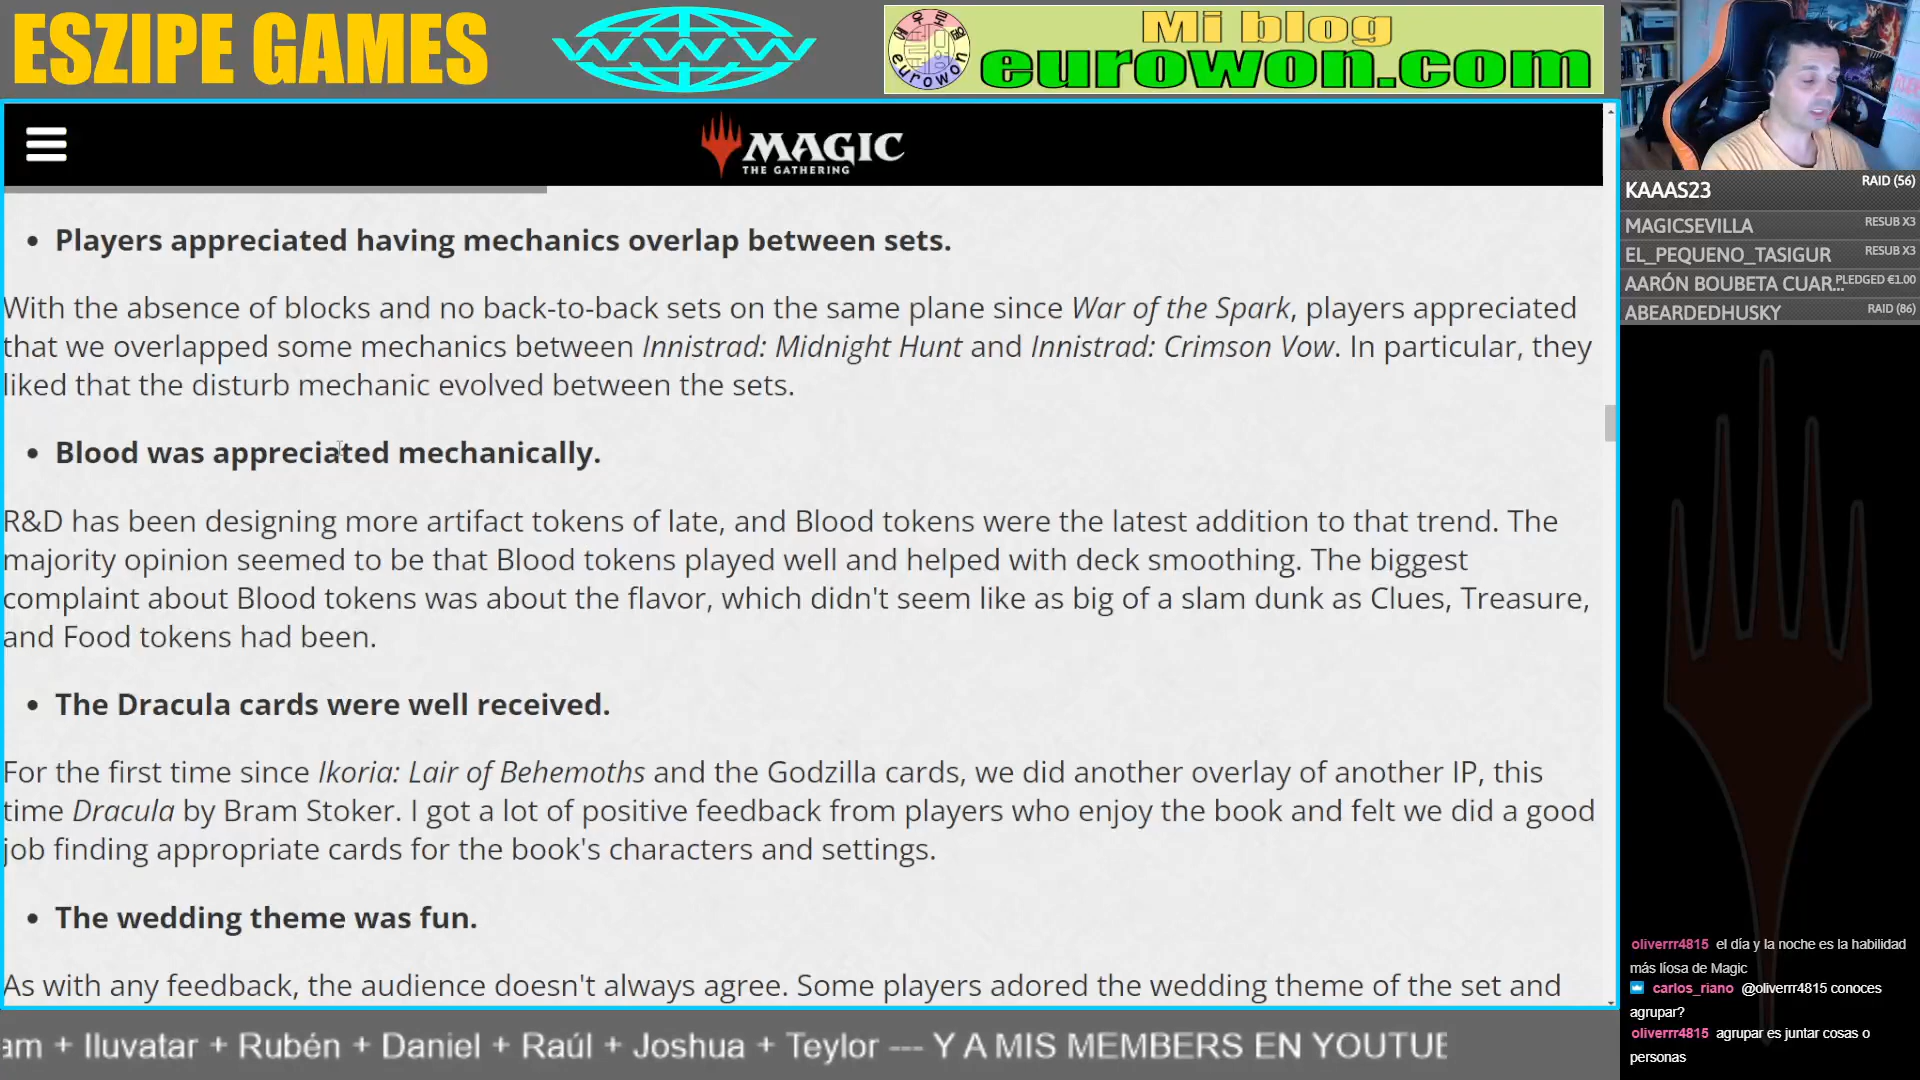 ESZIPE GAMES
WWW
Mi blog
eurowon
eurowon.com
MAGIC
THE GATHERING
• Players appreciated having mechanics overlap between sets.
With the absence of blocks and no back-to-back sets on the same plane since War of the Spark, players appreciated
that we overlapped some mechanics between Innistrad: Midnight Hunt and Innistrad: Crimson Vow. In particular, they
liked that the disturb mechanic evolved between the sets.
• Blood was appreciated mechanically.
R&D has been designing more artifact tokens of late, and Blood tokens were the latest addition to that trend. The
majority opinion seemed to be that Blood tokens played well and helped with deck smoothing. The biggest
complaint about Blood tokens was about the flavor, which didn't seem like as big of a slam dunk as Clues, Treasure,
and Food tokens had been.
• The Dracula cards were well received.
For the first time since Ikoria: Lair of Behemoths and the Godzilla cards, we did another overlay of another IP, this
time Dracula by Bram Stoker. I got a lot of positive feedback from players who enjoy the book and felt we did a good
job finding appropriate cards for the book's characters and settings.
• The wedding theme was fun.
As with any feedback, the audience doesn't always agree. Some players adored the wedding theme of the set and
KAAAS23 RAID (56)
MAGICSEVILLA RESUB X3
EL_PEQUENO_TASIGUR RESUB X3
AARÓN BOUBETA CUAR... PLEDGED €1.00
ABEARDEDHUSKY RAID (86)
oliverrr4815 el día y la noche es la habilidad
más líosa de Magic
carlos_riano @oliverrr4815 conoces
agrupar?
oliverrr4815 agrupar es juntar cosas o
personas
am + Iluvatar + Rubén + Daniel + Raúl + Joshua + Teylor --- Y A MIS MEMBERS EN YOUTUE